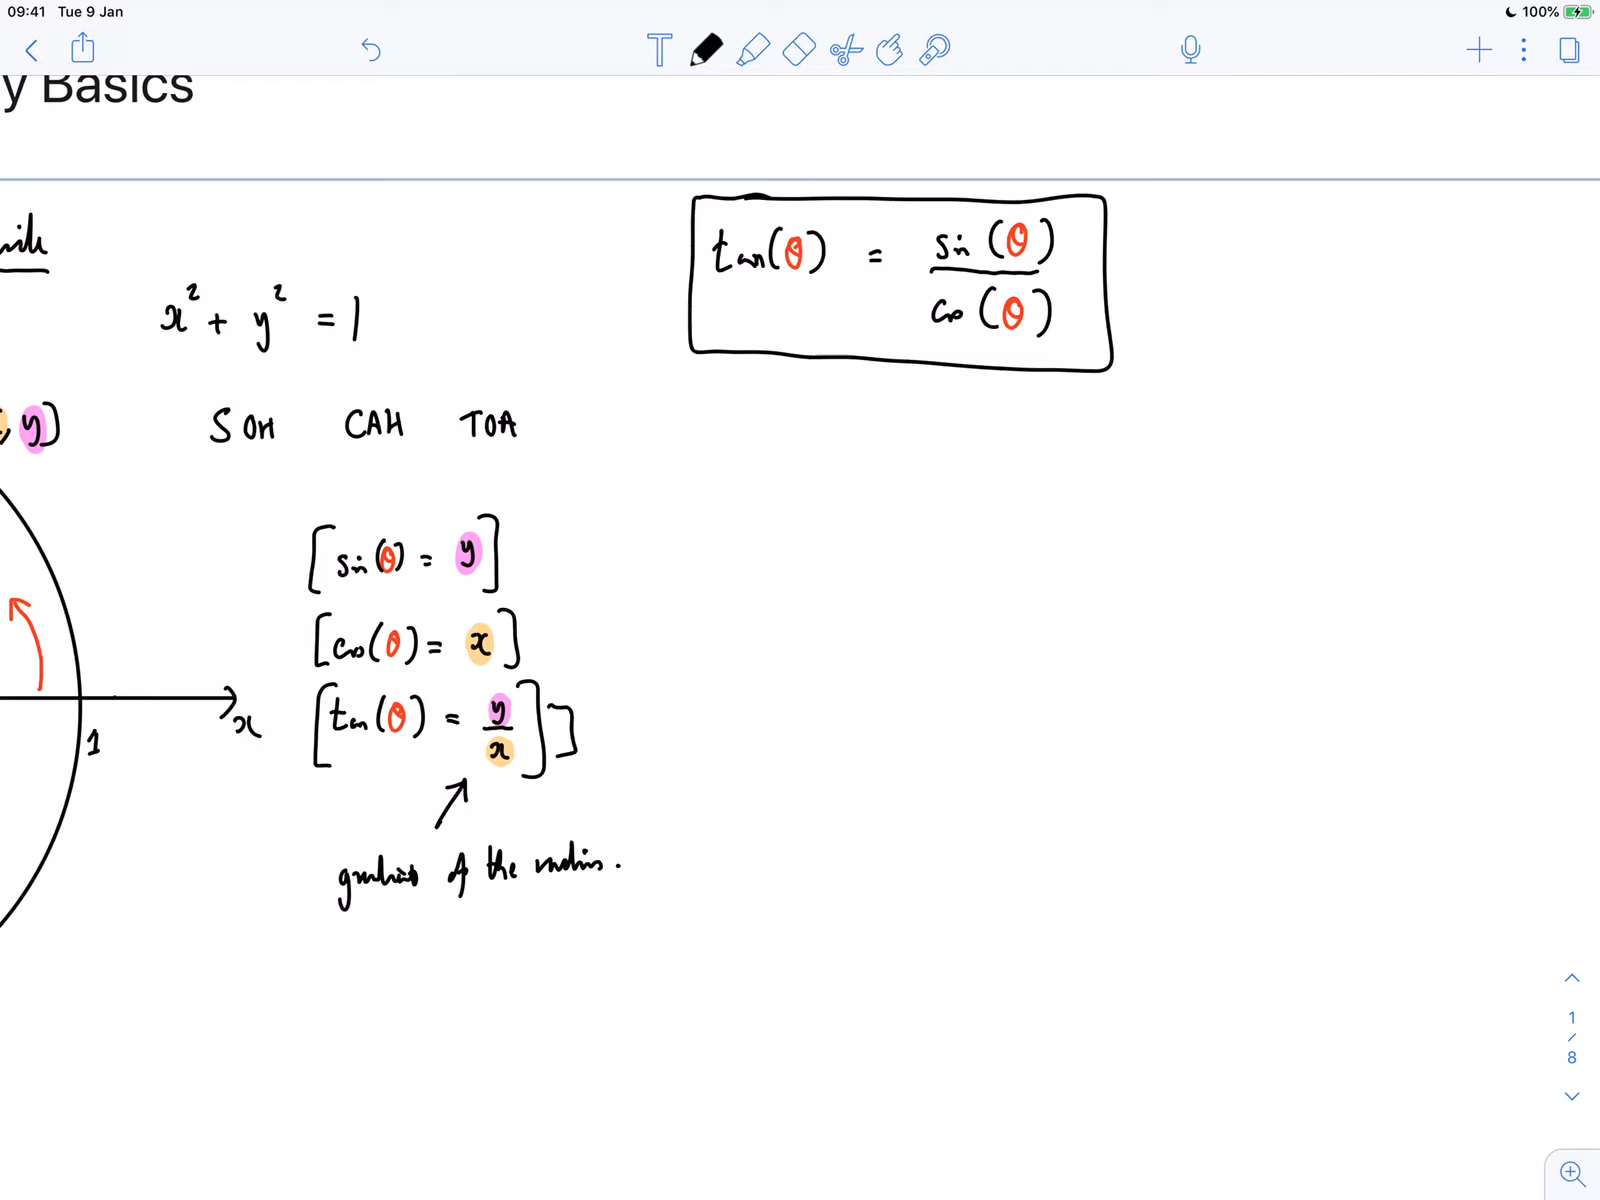 09:41 Tue 9 Jan
100%
y Basics
x² + y² = 1
tan(θ) = sin(θ) / cos(θ)
, y)
SOH CAH TOA
[sin(θ) = y]
[cos(θ) = x]
[tan(θ) = y/x]]
x
1
gradient of the radius.
1
/
8